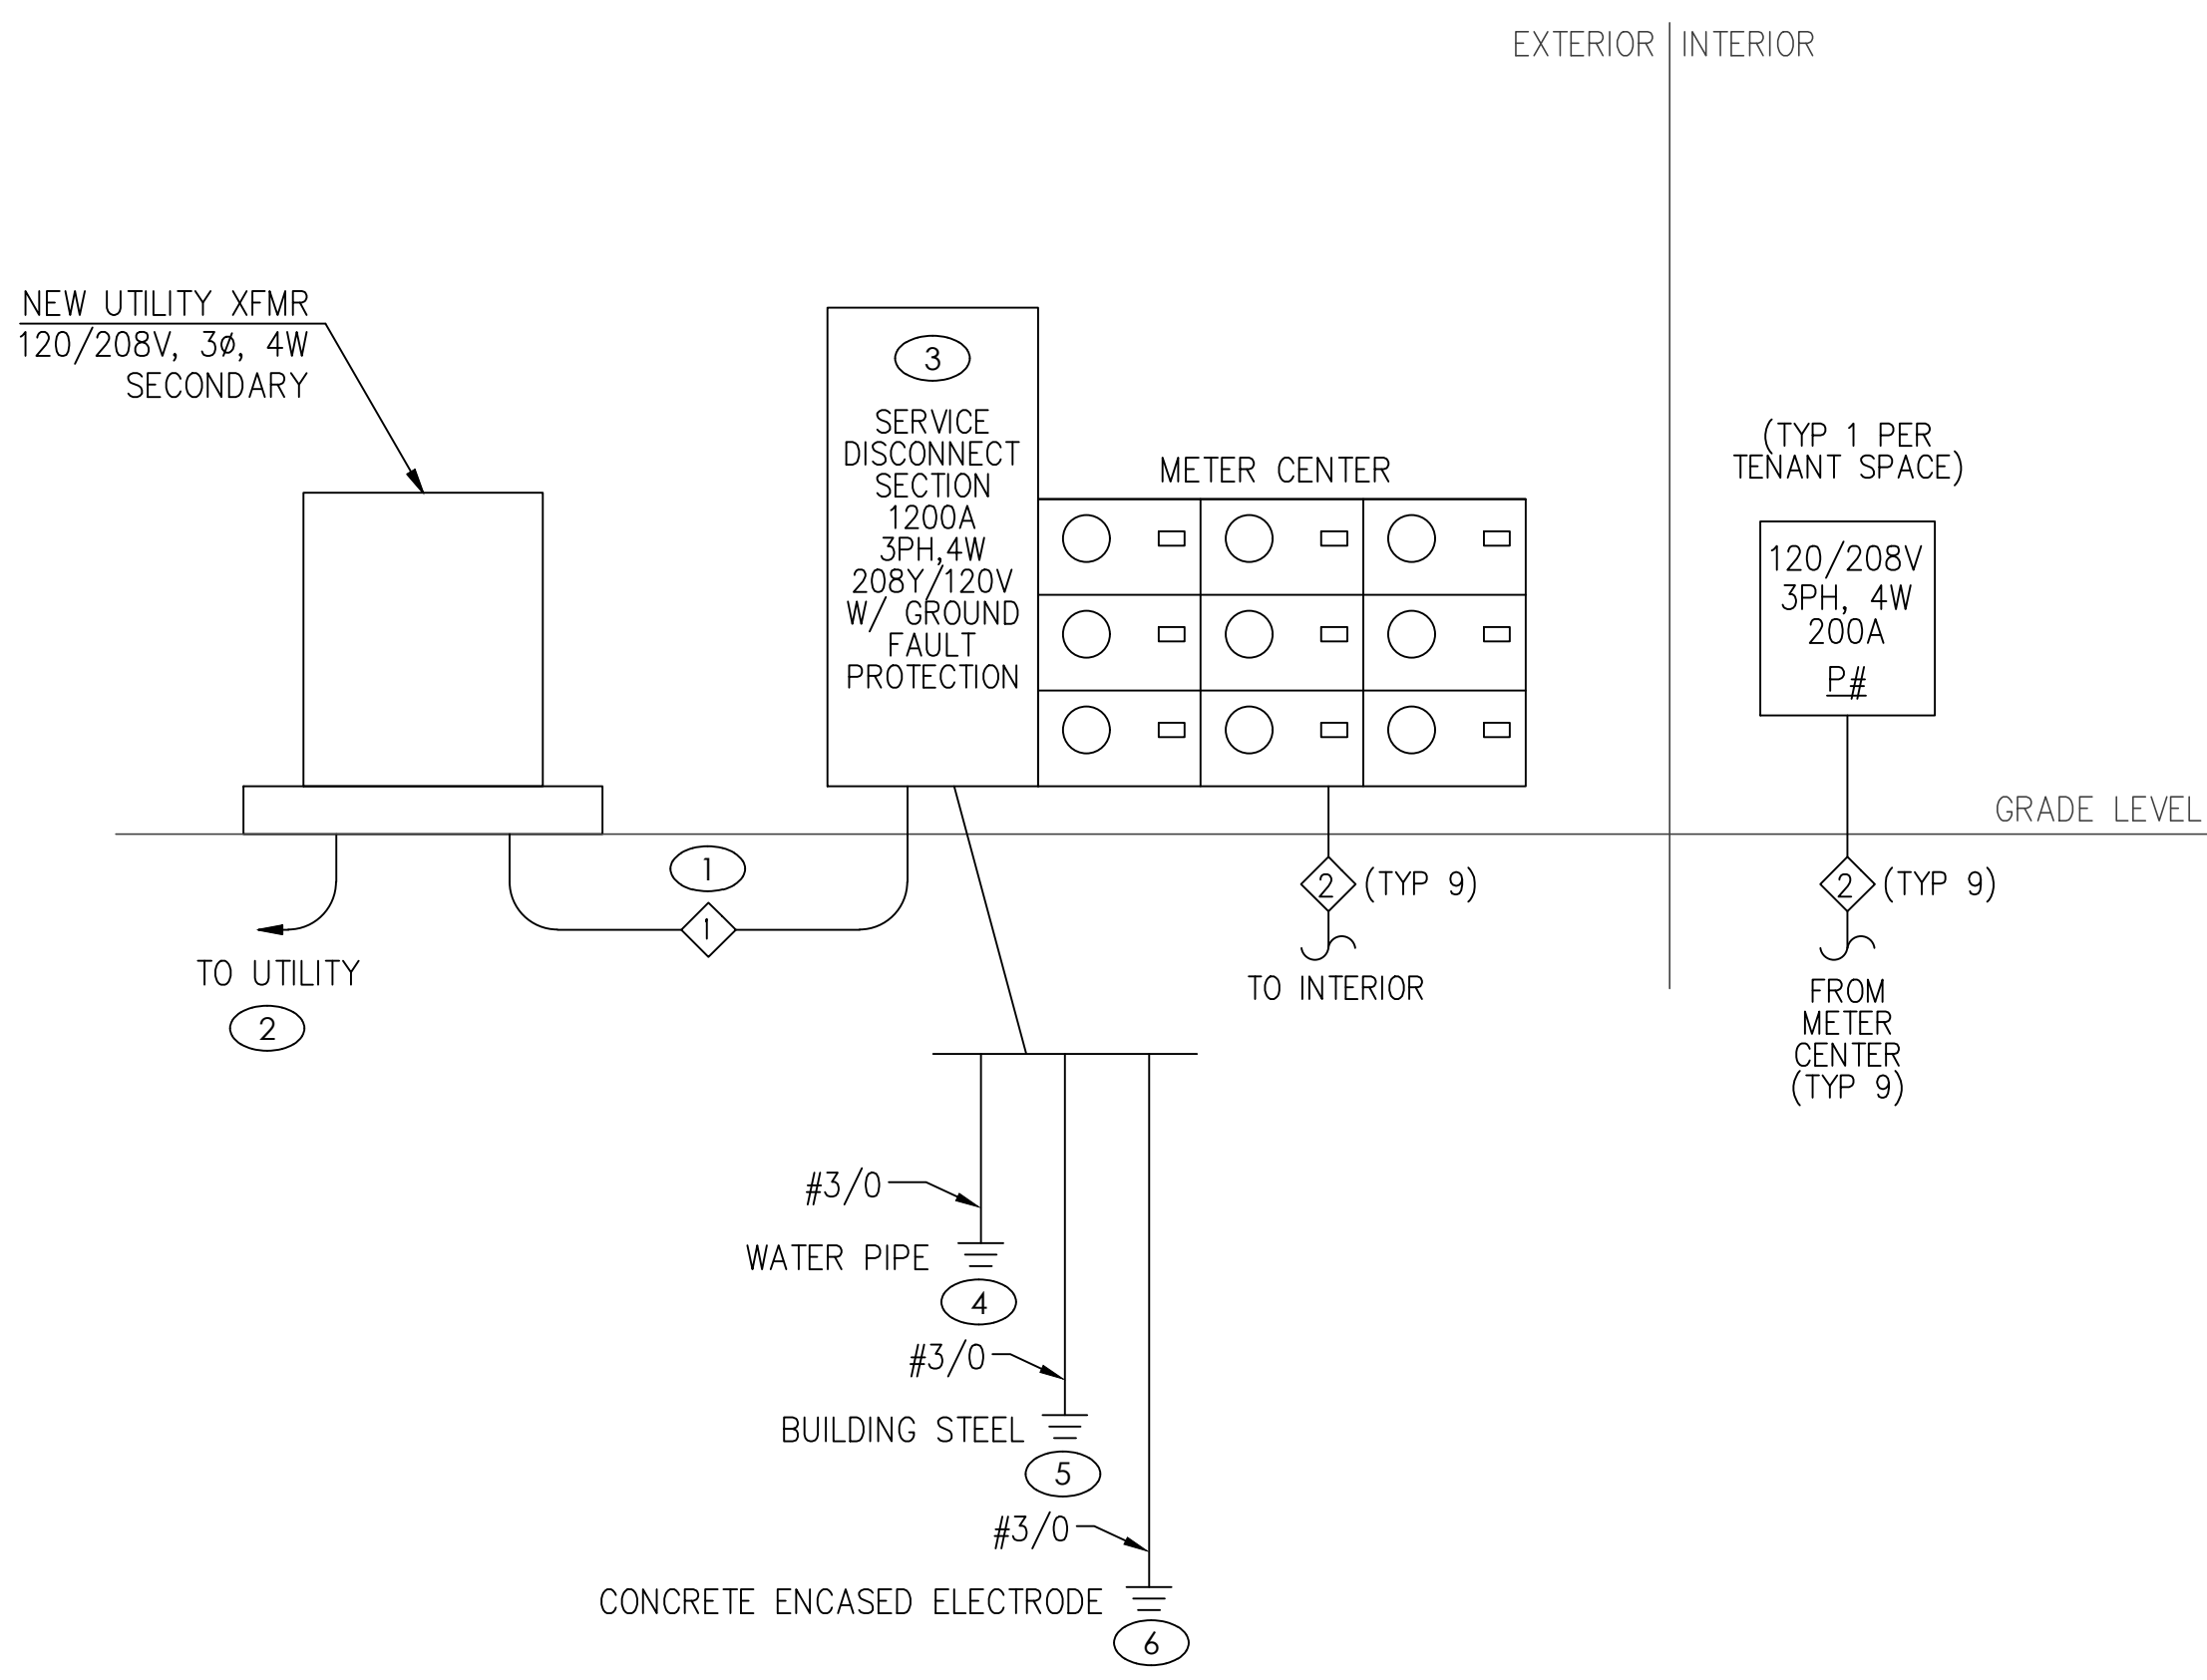 EXTERIOR
INTERIOR
NEW UTILITY XFMR
120/208V, 3ø, 4W
SECONDARY
3
SERVICE
DISCONNECT
SECTION
1200A
3PH,4W
208Y/120V
W/ GROUND
FAULT
PROTECTION
METER CENTER
(TYP 1 PER
TENANT SPACE)
120/208V
3PH, 4W
200A
P#
GRADE LEVEL
1
1
2
(TYP 9)
2
(TYP 9)
TO UTILITY
2
TO INTERIOR
FROM
METER
CENTER
(TYP 9)
#3/0
WATER PIPE
4
#3/0
BUILDING STEEL
5
#3/0
CONCRETE ENCASED ELECTRODE
6